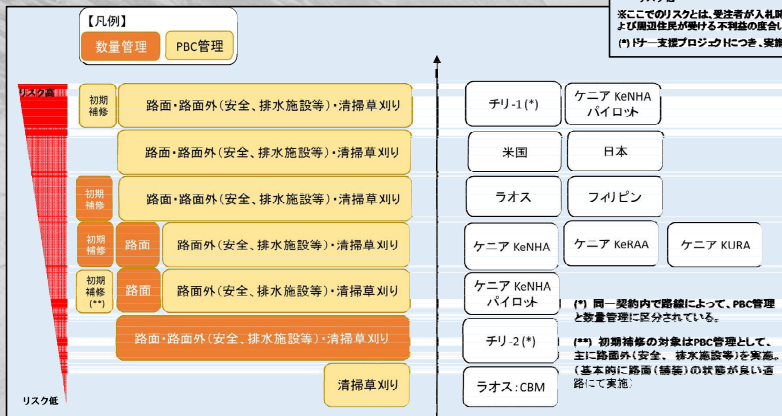 【凡例】
数量管理
PBC管理
※ここでのリスクとは、受注者が入札時
よび周辺住民が受ける不利益の度合い
(*) ドナー支援プロジェクトにつき、実施
リスク高
初期
補修
路面・路面外(安全、排水施設等)・清掃草刈り
チリ-1(*)
ケニア KeNHA
パイロット
路面・路面外(安全、排水施設等)・清掃草刈り
米国
日本
初期
補修
路面・路面外(安全、排水施設等)・清掃草刈り
ラオス
フィリピン
初期
補修
路面
路面外(安全、排水施設等)・清掃草刈り
ケニア KeNHA
ケニア KeRAA
ケニア KURA
初期
補修
(**)
路面
路面外(安全、排水施設等)・清掃草刈り
ケニア KeNHA
パイロット
(*) 同一契約内で路線によって、PBC管理
と数量管理に区分されている。
路面・路面外(安全、排水施設等)・清掃草刈り
チリ-2(*)
(**) 初期補修の対象はPBC管理として、
主に路面外(安全、排水施設等)を実施。
(基本的に路面(舗装)の状態が良い道
路にて実施)
清掃草刈り
ラオス:CBM
リスク低